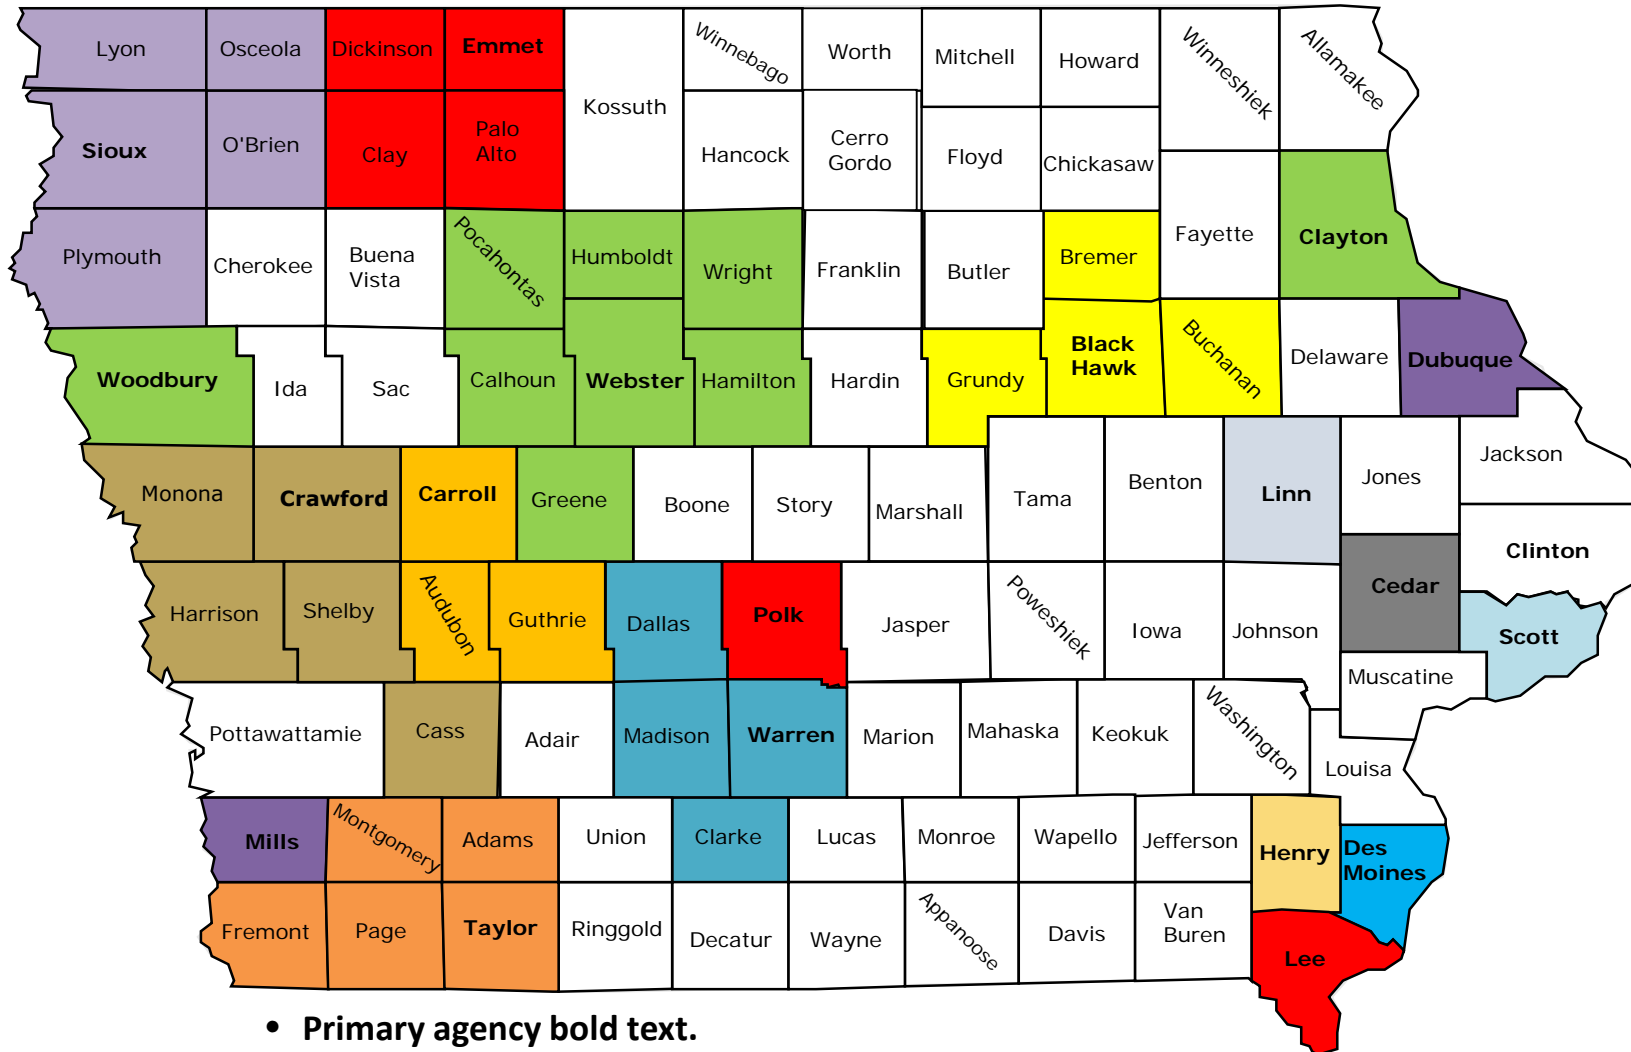 Lyon
Osceola
Dickinson
Emmet
Kossuth
Winnebago
Worth
Mitchell
Howard
Winneshiek
Allamakee
Sioux
O'Brien
Clay
Palo
Alto
Hancock
Cerro
Gordo
Floyd
Chickasaw
Plymouth
Cherokee
Buena
Vista
Pocahontas
Humboldt
Wright
Franklin
Butler
Bremer
Fayette
Clayton
Woodbury
Ida
Sac
Calhoun
Webster
Hamilton
Hardin
Grundy
Black
Hawk
Buchanan
Delaware
Dubuque
Monona
Crawford
Carroll
Greene
Boone
Story
Marshall
Tama
Benton
Linn
Jones
Jackson
Clinton
Harrison
Shelby
Audubon
Guthrie
Dallas
Polk
Jasper
Poweshiek
Iowa
Johnson
Cedar
Scott
Muscatine
Pottawattamie
Cass
Adair
Madison
Warren
Marion
Mahaska
Keokuk
Washington
Louisa
Mills
Montgomery
Adams
Union
Clarke
Lucas
Monroe
Wapello
Jefferson
Henry
Des
Moines
Fremont
Page
Taylor
Ringgold
Decatur
Wayne
Appanoose
Davis
Van
Buren
Lee
• Primary agency bold text.